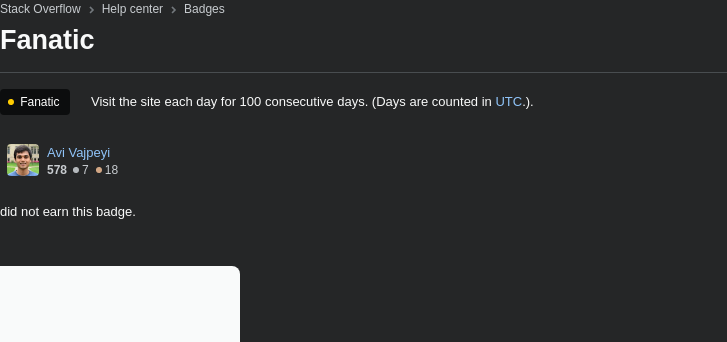 Stack Overflow > Help center > Badges
Fanatic
Fanatic Visit the site each day for 100 consecutive days. (Days are counted in UTC.).
Avi Vajpeyi
578 7 18
did not earn this badge.